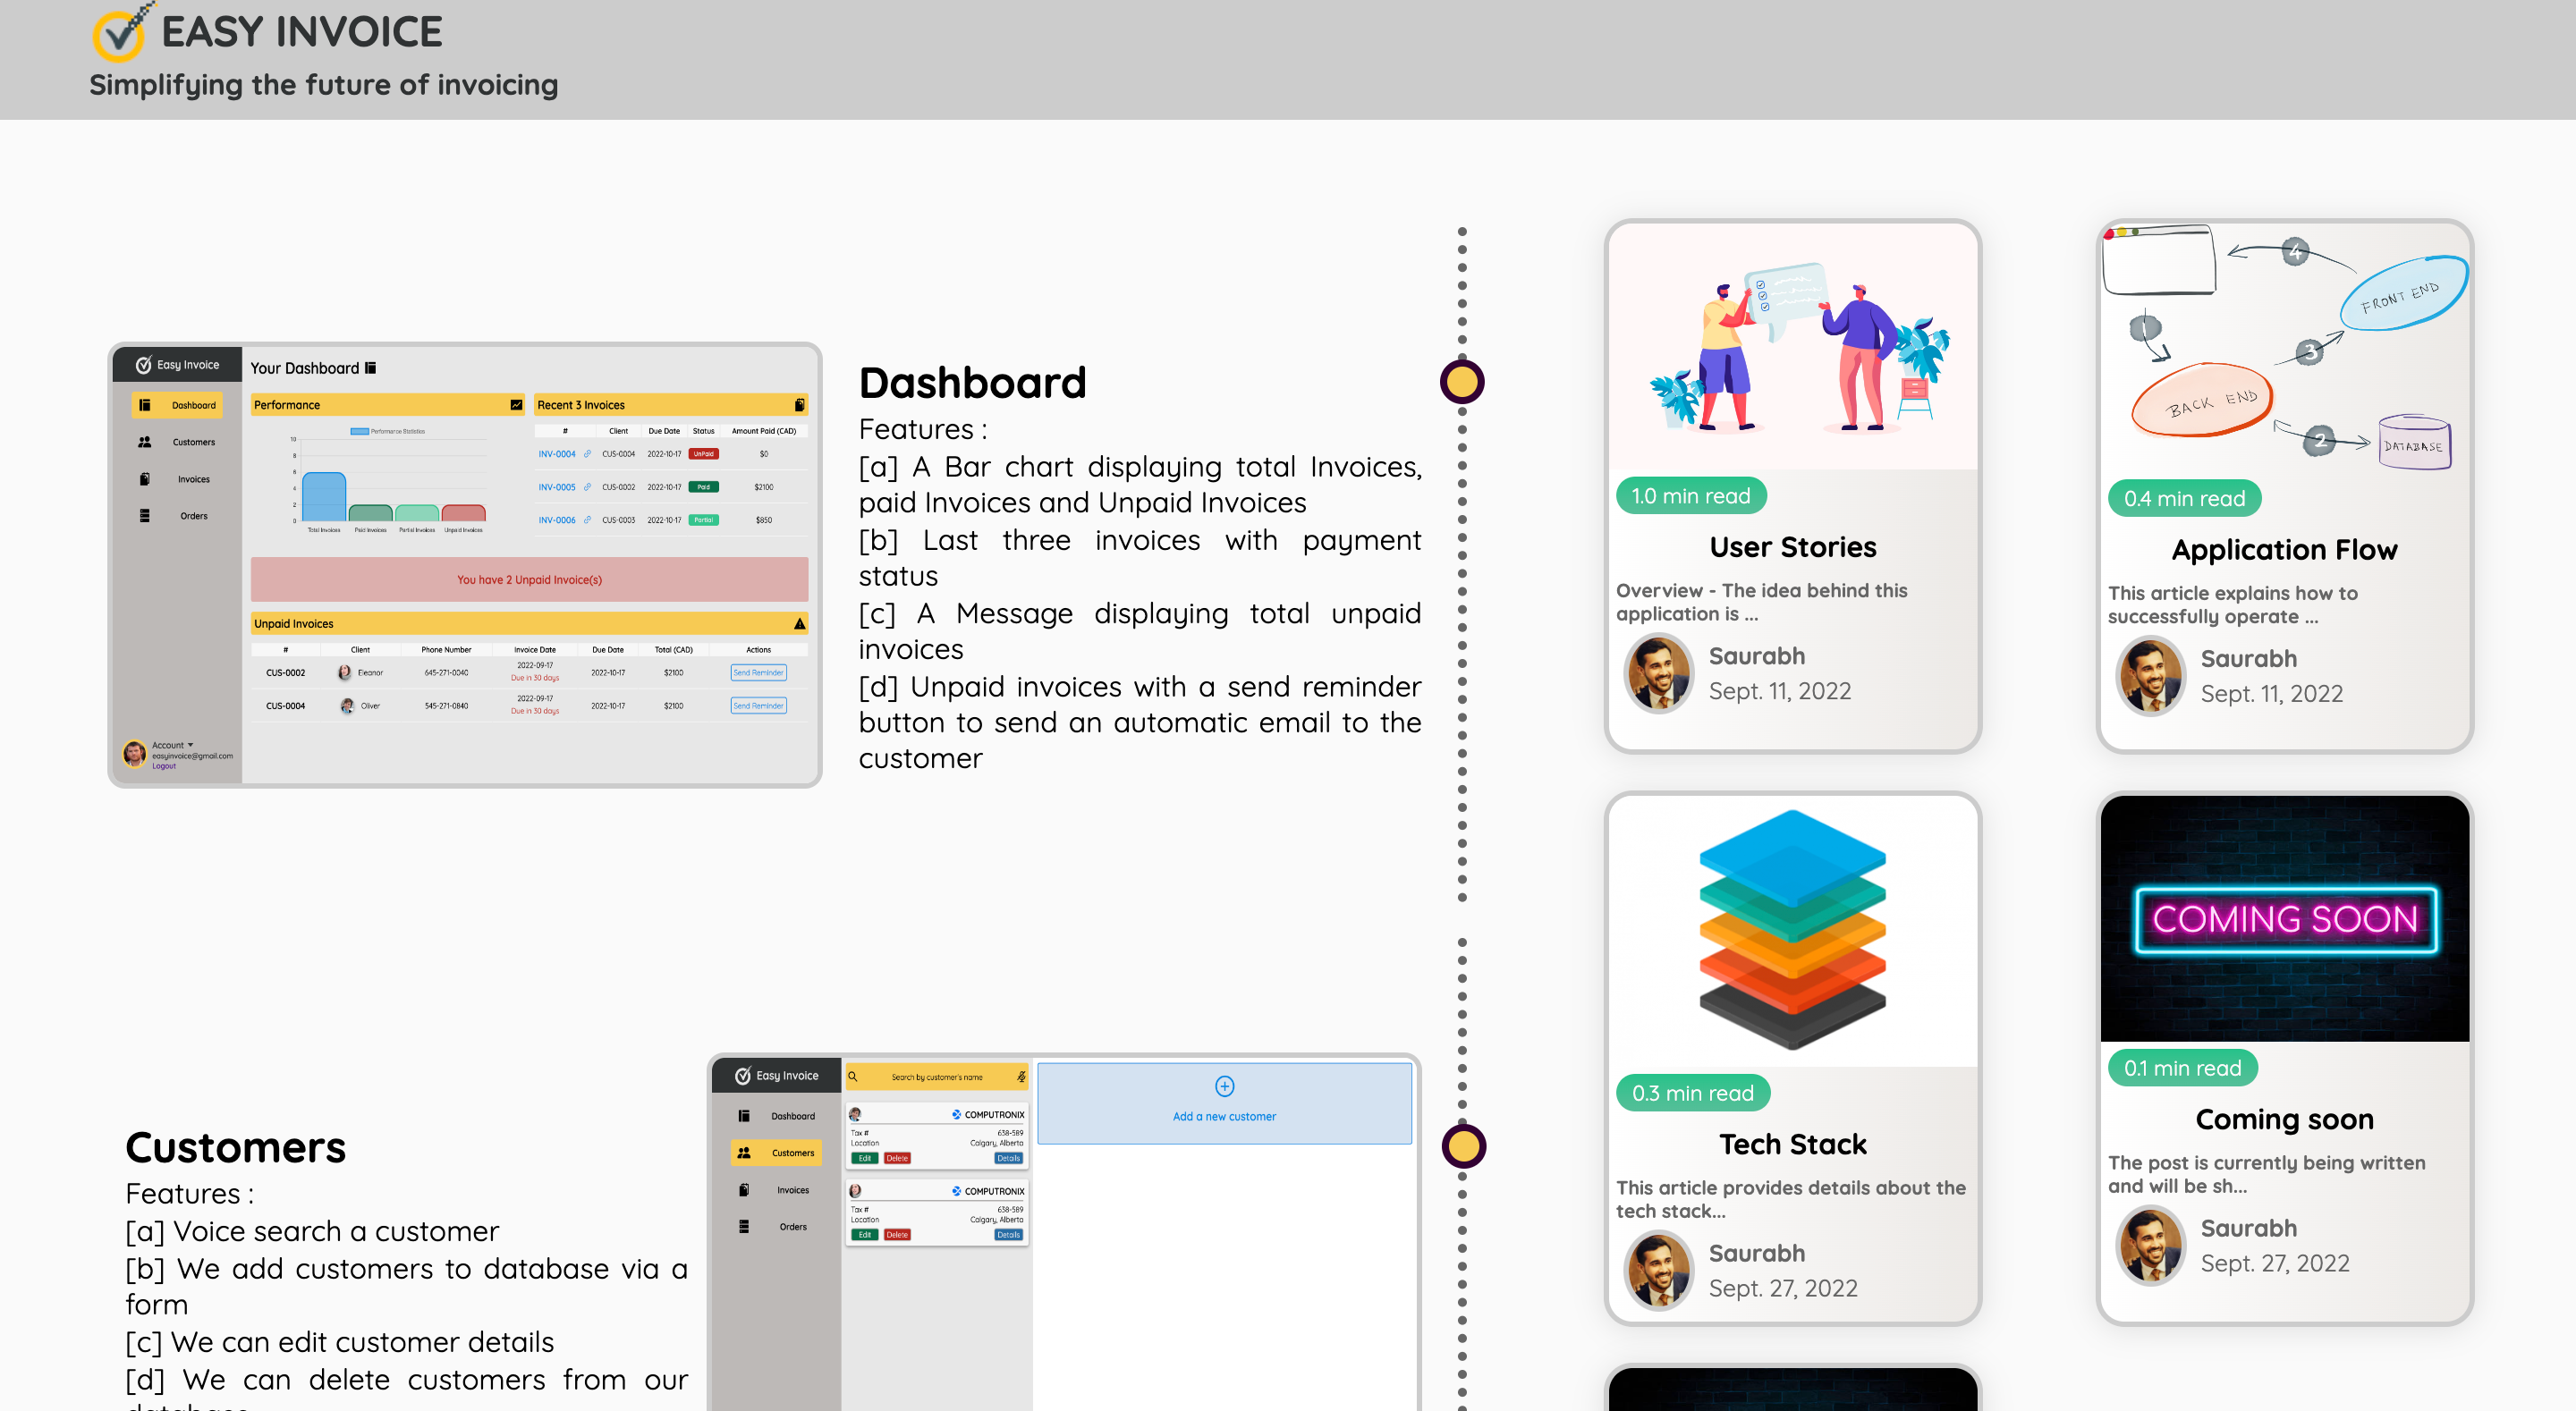 EASY INVOICE
Simplifying the future of invoicing
Easy Invoice
Dashboard
Customers
Invoices
Orders
Account
easyinvoice@gmail.com
Logout
Your Dashboard
Performance
Performance Statistics
10
8
6
4
2
0
Total Invoices Paid Invoices Partial Invoices Unpaid Invoices
Recent 3 Invoices
# Client Due Date Status Amount Paid (CAD)
INV-0004 CUS-0004 2022-10-17 UnPaid $0
INV-0005 CUS-0002 2022-10-17 Paid $2100
INV-0006 CUS-0003 2022-10-17 Partial $850
You have 2 Unpaid Invoice(s)
Unpaid Invoices
# Client Phone Number Invoice Date Due Date Total (CAD) Actions
CUS-0002 Eleanor 645-271-0040 2022-09-17 Due in 30 days 2022-10-17 $2100 Send Reminder
CUS-0004 Oliver 545-271-0840 2022-09-17 Due in 30 days 2022-10-17 $2100 Send Reminder
Dashboard
Features :
[a] A Bar chart displaying total Invoices,
paid Invoices and Unpaid Invoices
[b] Last three invoices with payment
status
[c] A Message displaying total unpaid
invoices
[d] Unpaid invoices with a send reminder
button to send an automatic email to the
customer
Customers
Features :
[a] Voice search a customer
[b] We add customers to database via a
form
[c] We can edit customer details
[d] We can delete customers from our
database
Easy Invoice
Dashboard
Customers
Invoices
Orders
Search by customer's name
COMPUTRONIX
Tax # 638-589
Location Calgary, Alberta
Edit Delete Details
COMPUTRONIX
Tax # 638-589
Location Calgary, Alberta
Edit Delete Details
Add a new customer
1.0 min read
User Stories
Overview - The idea behind this
application is ...
Saurabh
Sept. 11, 2022
4
FRONT END
1
3
BACK END
2
DATABASE
0.4 min read
Application Flow
This article explains how to
successfully operate ...
Saurabh
Sept. 11, 2022
0.3 min read
Tech Stack
This article provides details about the
tech stack...
Saurabh
Sept. 27, 2022
COMING SOON
0.1 min read
Coming soon
The post is currently being written
and will be sh...
Saurabh
Sept. 27, 2022